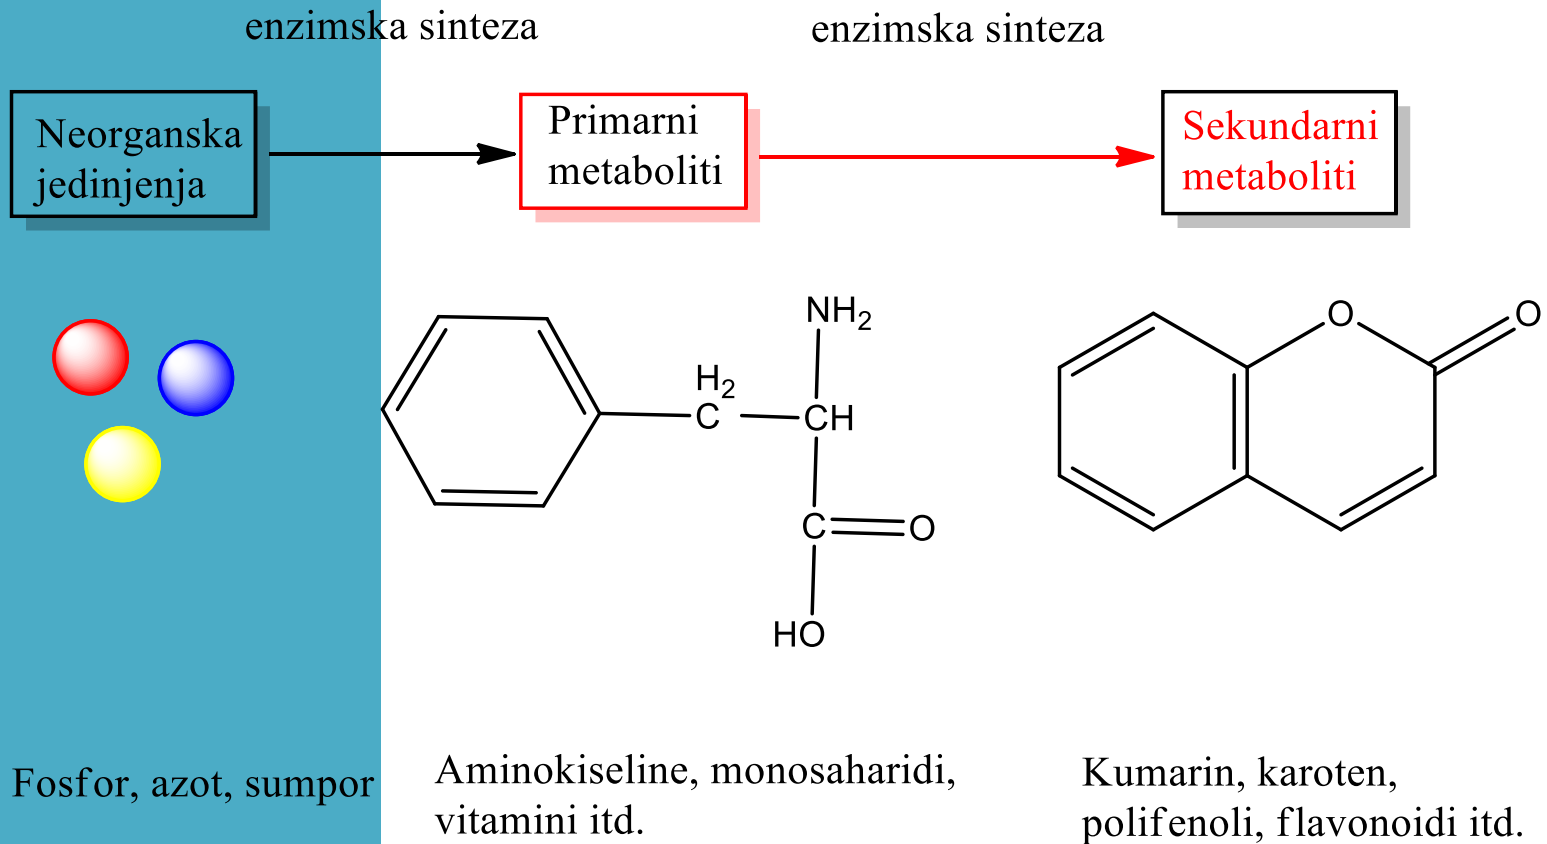 enzimska sinteza
enzimska sinteza
Neorganska
jedinjenja
Primarni
metaboliti
Sekundarni
metaboliti
NH2
H2
C
CH
C
O
HO
O
O
Fosfor, azot, sumpor
Aminokiseline, monosaharidi,
vitamini itd.
Kumarin, karoten,
polifenoli, flavonoidi itd.